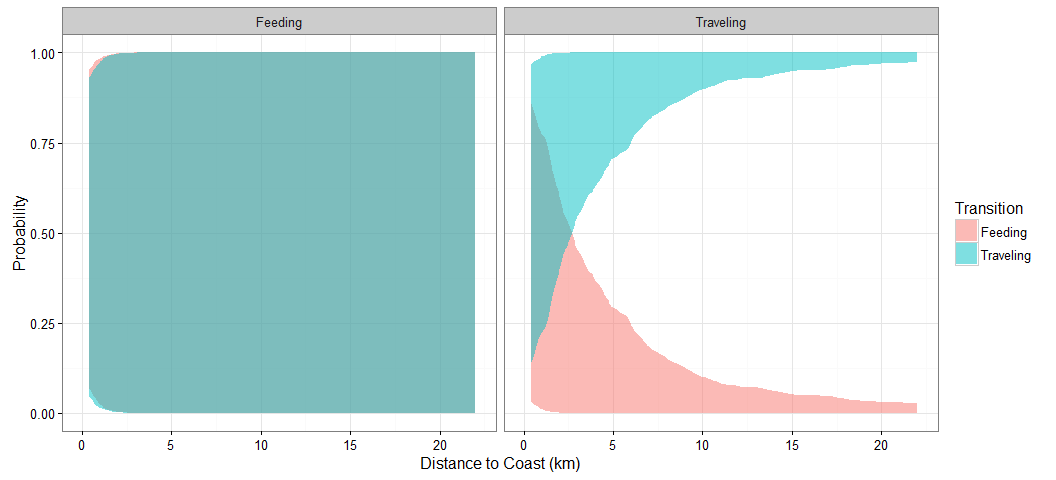 Feeding
Traveling
1.00
0.75
0.50
0.25
0.00
Probability
0 5 10 15 20
0 5 10 15 20
Distance to Coast (km)
Transition
Feeding
Traveling